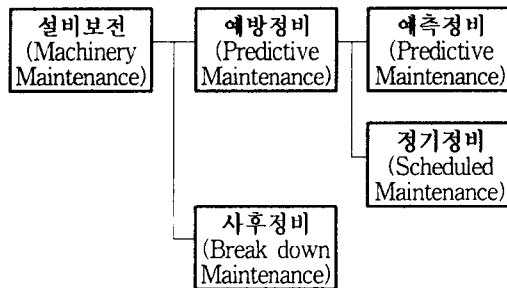 설비보전
(Machinery
Maintenance)
예방정비
(Predictive
Maintenance)
예측정비
(Predictive
Maintenance)
정기정비
(Scheduled
Maintenance)
사후정비
(Break down
Maintenance)